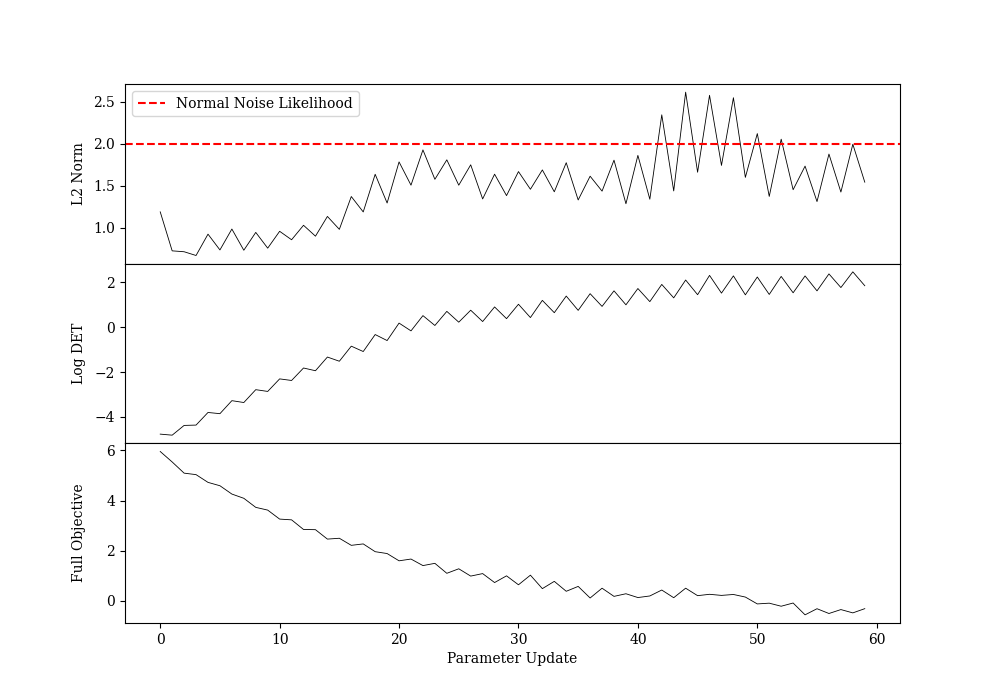 Normal Noise Likelihood
L2 Norm
2.5
2.0
1.5
1.0
Log DET
2
0
−2
−4
Full Objective
6
4
2
0
0 10 20 30 40 50 60
Parameter Update